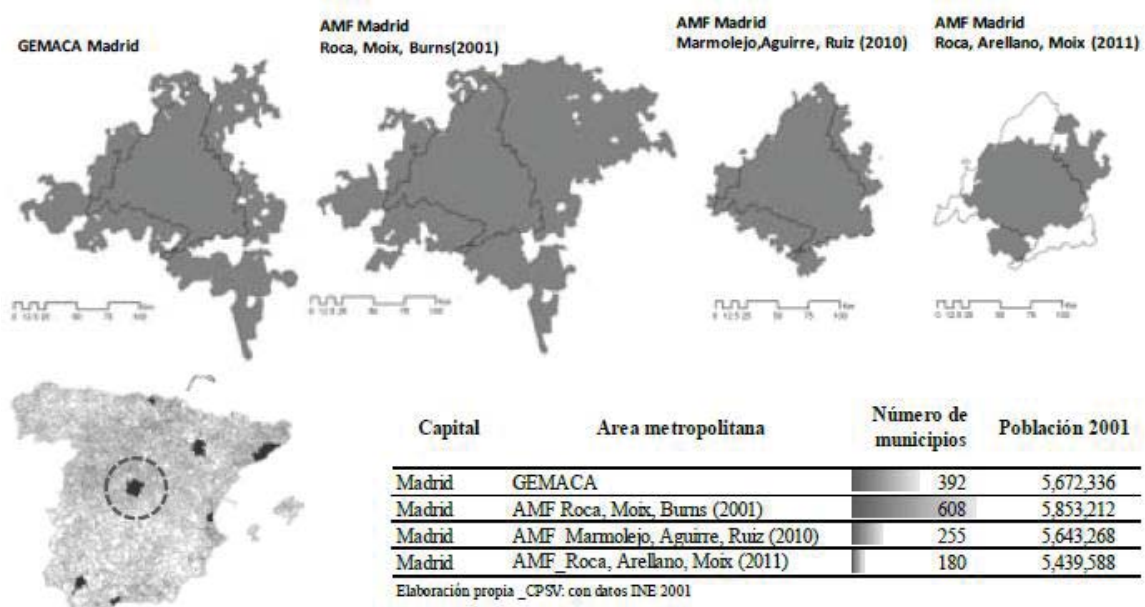 GEMACA Madrid
AMF Madrid
Roca, Moix, Burns(2001)
AMF Madrid
Marmolejo,Aguirre, Ruiz (2010)
AMF Madrid
Roca, Arellano, Moix (2011)
Capital Area metropolitana Número de municipios Población 2001
Madrid GEMACA 392 5,672,336
Madrid AMF Roca, Moix, Burns (2001) 608 5,853,212
Madrid AMF_Marmolejo, Aguirre, Ruiz (2010) 255 5,643,268
Madrid AMF_Roca, Arellano, Moix (2011) 180 5,439,588
Elaboración propia _CPSV: con datos INE 2001